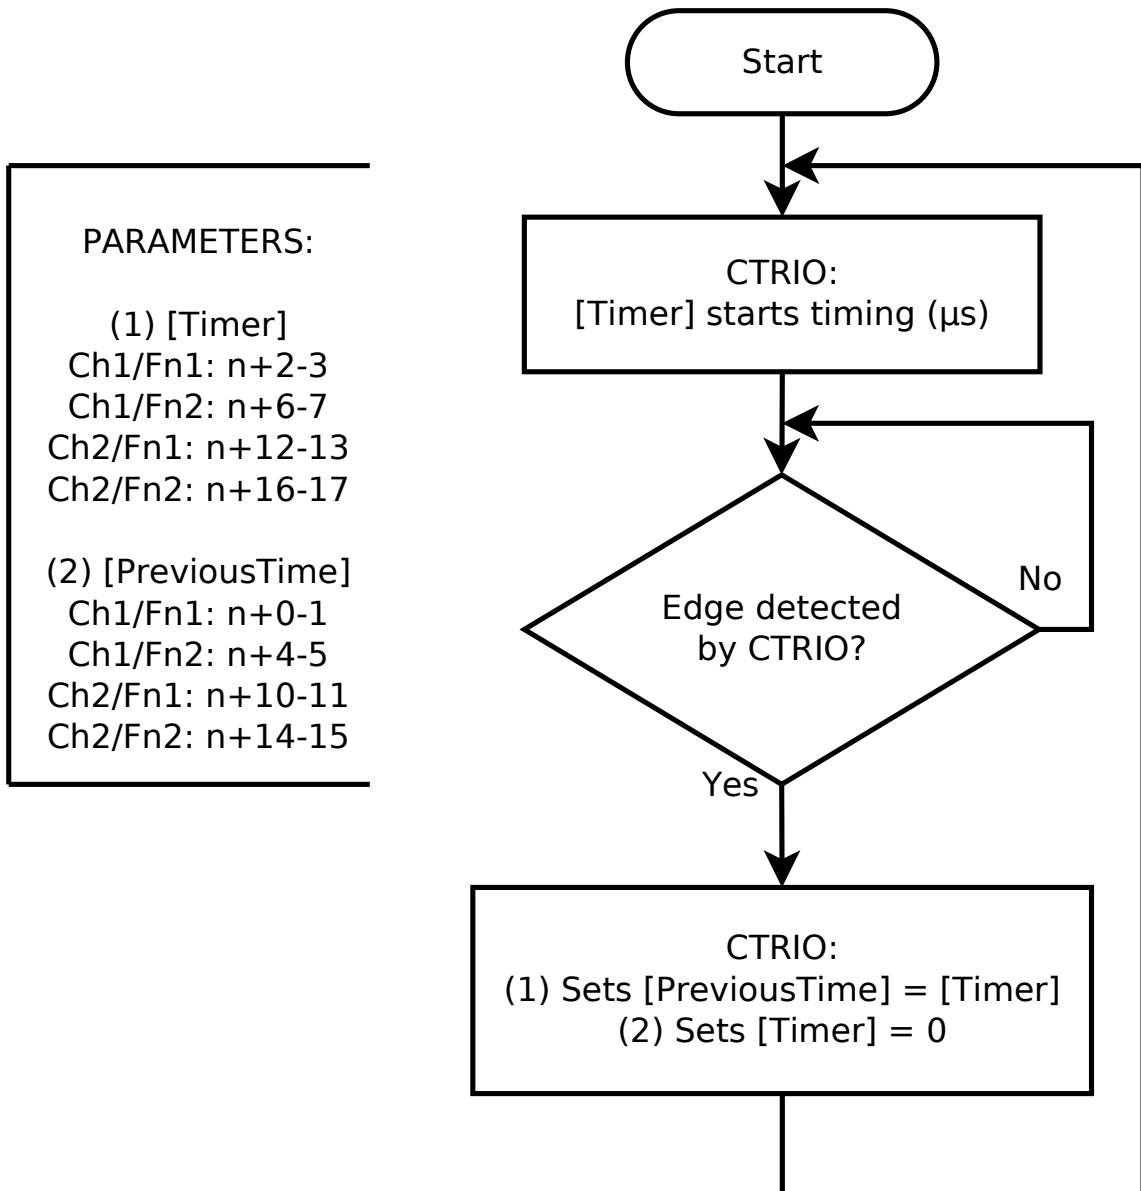 Start
PARAMETERS:
(1) [Timer]
Ch1/Fn1: n+2-3
Ch1/Fn2: n+6-7
Ch2/Fn1: n+12-13
Ch2/Fn2: n+16-17
(2) [PreviousTime]
Ch1/Fn1: n+0-1
Ch1/Fn2: n+4-5
Ch2/Fn1: n+10-11
Ch2/Fn2: n+14-15
CTRIO:
[Timer] starts timing (µs)
Edge detected
by CTRIO?
No
Yes
CTRIO:
(1) Sets [PreviousTime] = [Timer]
(2) Sets [Timer] = 0